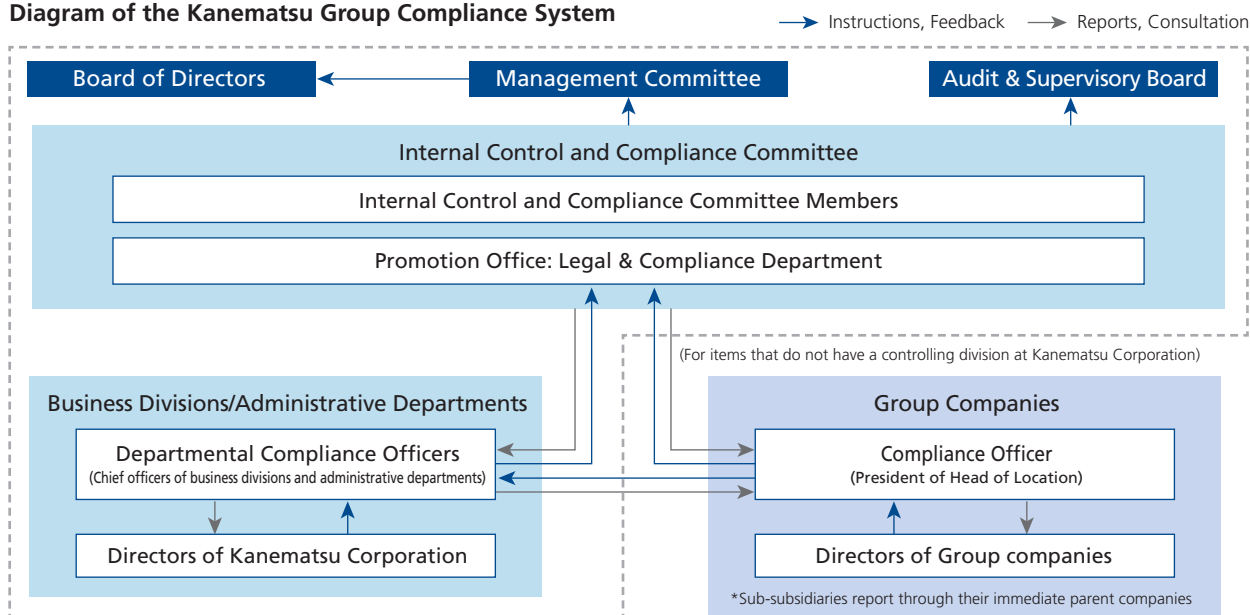 Diagram of the Kanematsu Group Compliance System
Instructions, Feedback
Reports, Consultation
Board of Directors
Management Committee
Audit & Supervisory Board
Internal Control and Compliance Committee
Internal Control and Compliance Committee Members
Promotion Office: Legal & Compliance Department
(For items that do not have a controlling division at Kanematsu Corporation)
Business Divisions/Administrative Departments
Departmental Compliance Officers
(Chief officers of business divisions and administrative departments)
Directors of Kanematsu Corporation
Group Companies
Compliance Officer
(President of Head of Location)
Directors of Group companies
*Sub-subsidiaries report through their immediate parent companies